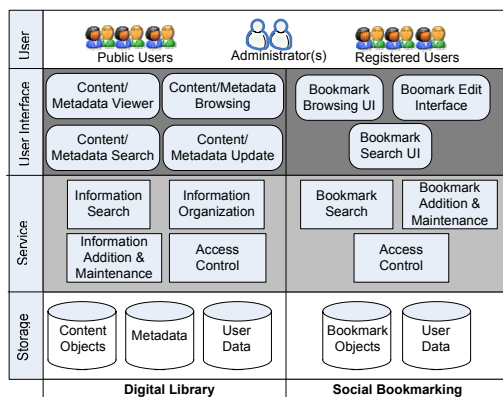 User
Public Users
Administrator(s)
Registered Users
User Interface
Content/
Metadata Viewer
Content/Metadata
Browsing
Content/
Metadata Search
Content/
Metadata Update
Bookmark
Browsing UI
Boomark Edit
Interface
Bookmark
Search UI
Service
Information
Search
Information
Organization
Information
Addition &
Maintenance
Access
Control
Bookmark
Search
Bookmark
Addition &
Maintenance
Access
Control
Storage
Content
Objects
Metadata
User
Data
Bookmark
Objects
User
Data
Digital Library
Social Bookmarking